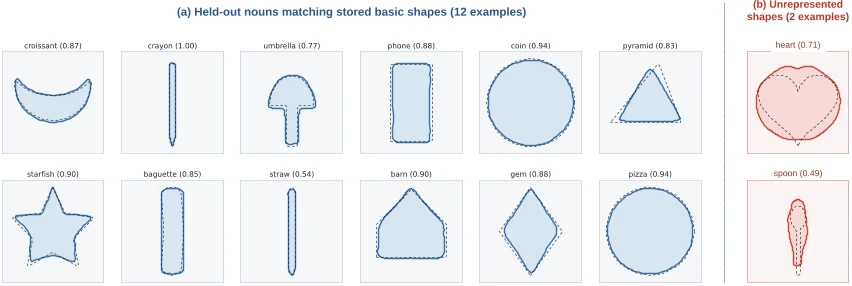 (a) Held-out nouns matching stored basic shapes (12 examples)
(b) Unrepresented
shapes (2 examples)
croissant (0.87)
crayon (1.00)
umbrella (0.77)
phone (0.88)
coin (0.94)
pyramid (0.83)
heart (0.71)
starfish (0.90)
baguette (0.85)
straw (0.54)
barn (0.90)
gem (0.88)
pizza (0.94)
spoon (0.49)